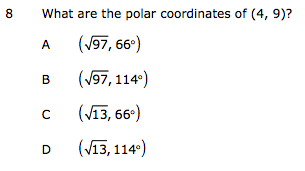 8 What are the polar coordinates of (4, 9)?
A (√97, 66°)
B (√97, 114°)
C (√13, 66°)
D (√13, 114°)